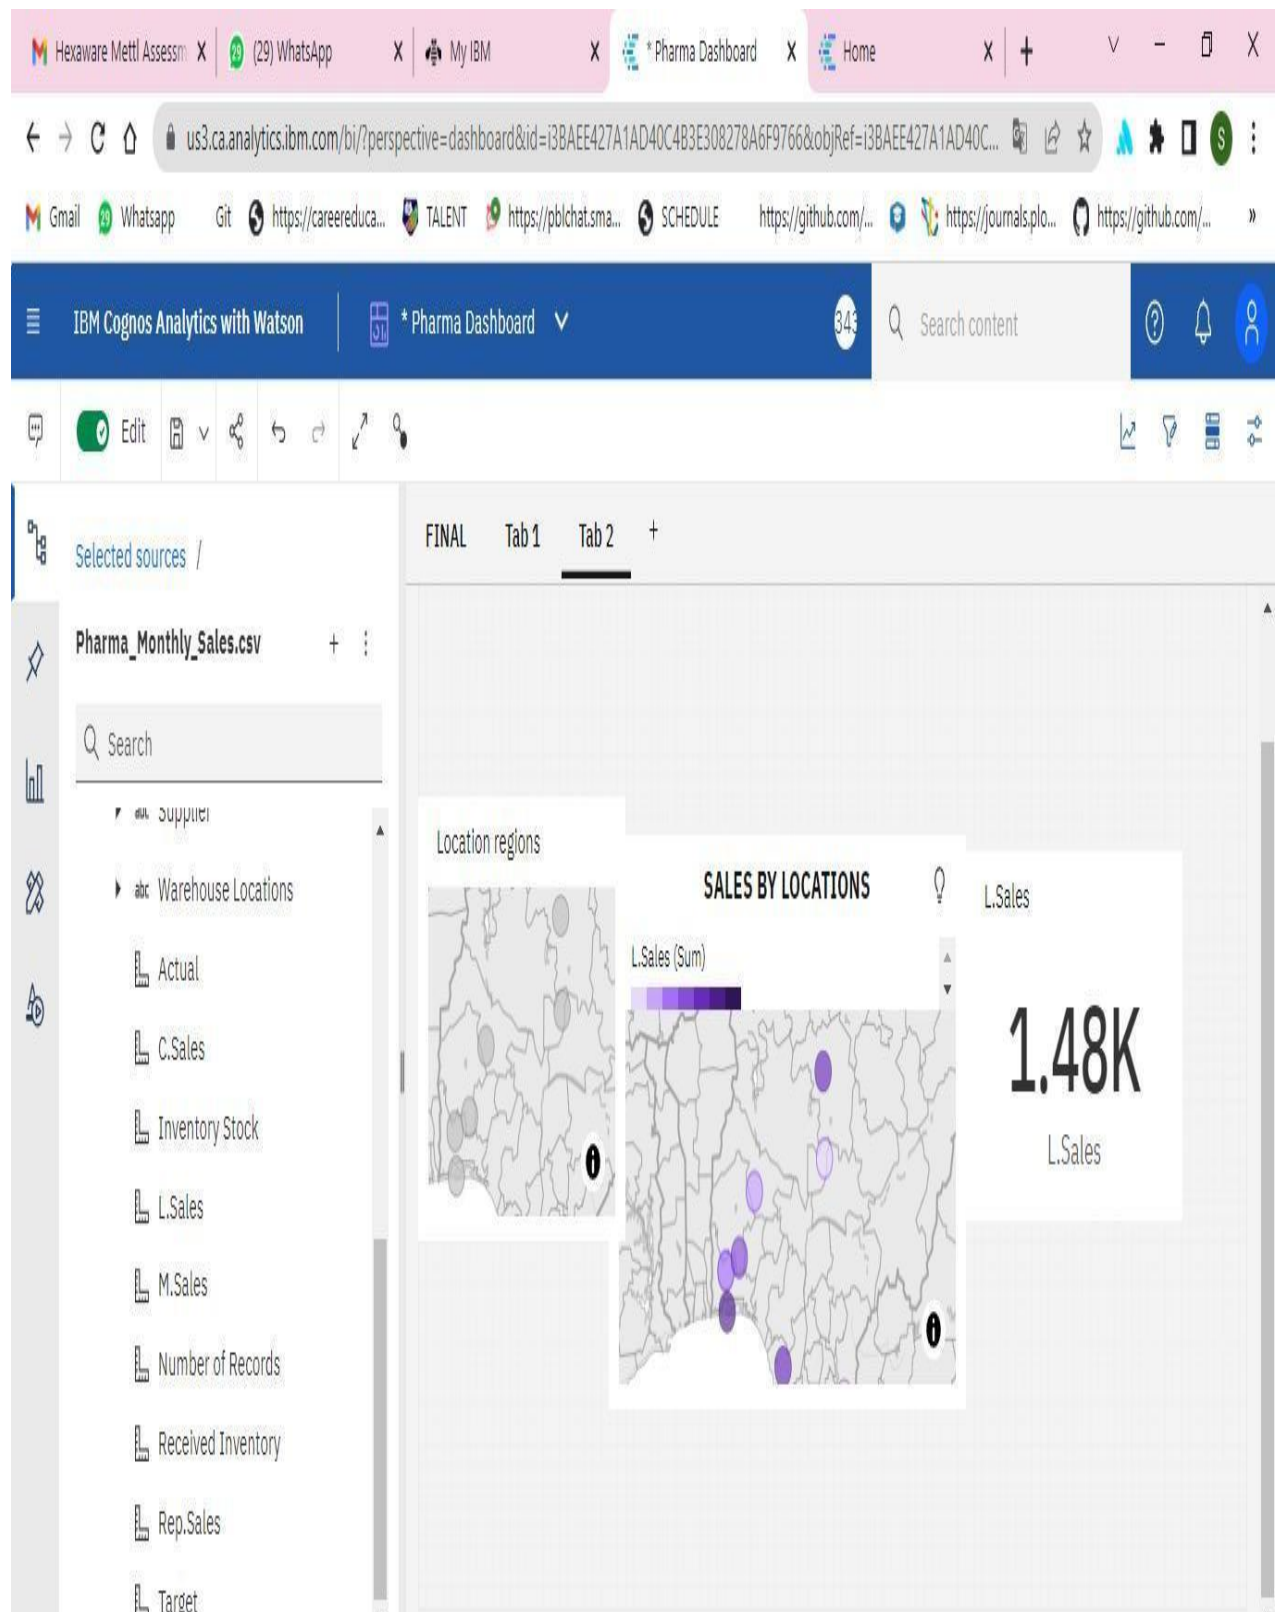 Hexaware Mettl Assessm (29) WhatsApp My IBM * Pharma Dashboard Home
us3.ca.analytics.ibm.com/bi/?perspective=dashboard&id=i3BAEE427A1AD40C4B3E308278A6F9766&objRef=i3BAEE427A1AD40C...
Gmail Whatsapp Git https://careereduca... TALENT https://pblchat.sma... SCHEDULE https://github.com/... https://journals.plo... https://github.com/... »
IBM Cognos Analytics with Watson * Pharma Dashboard 343 Search content
Edit
Selected sources /
FINAL Tab 1 Tab 2 +
Pharma_Monthly_Sales.csv
Search
abc Supplier
abc Warehouse Locations
Actual
C.Sales
Inventory Stock
L.Sales
M.Sales
Number of Records
Received Inventory
Rep.Sales
Target
Location regions
SALES BY LOCATIONS
L.Sales (Sum)
L.Sales
1.48K
L.Sales